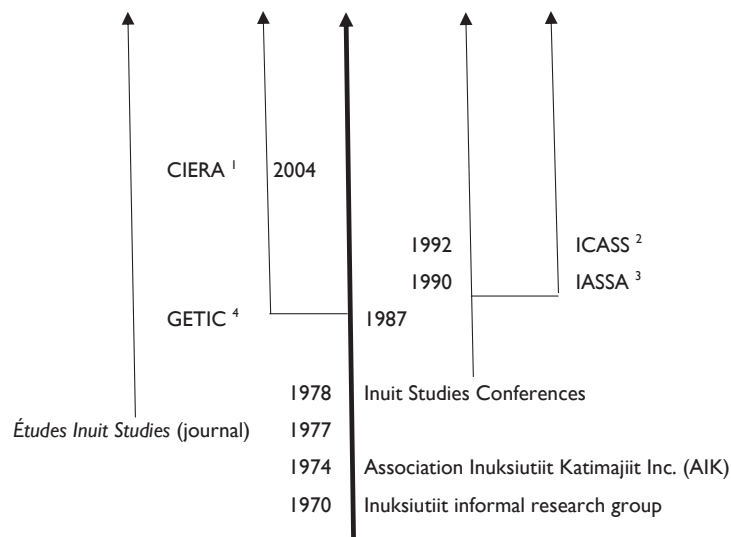 CIERA ¹ 2004
1992 ICASS ²
1990 IASSA ³
GETIC ⁴ 1987
1978 Inuit Studies Conferences
Études Inuit Studies (journal) 1977
1974 Association Inuksiutiit Katimajiit Inc. (AIK)
1970 Inuksiutiit informal research group